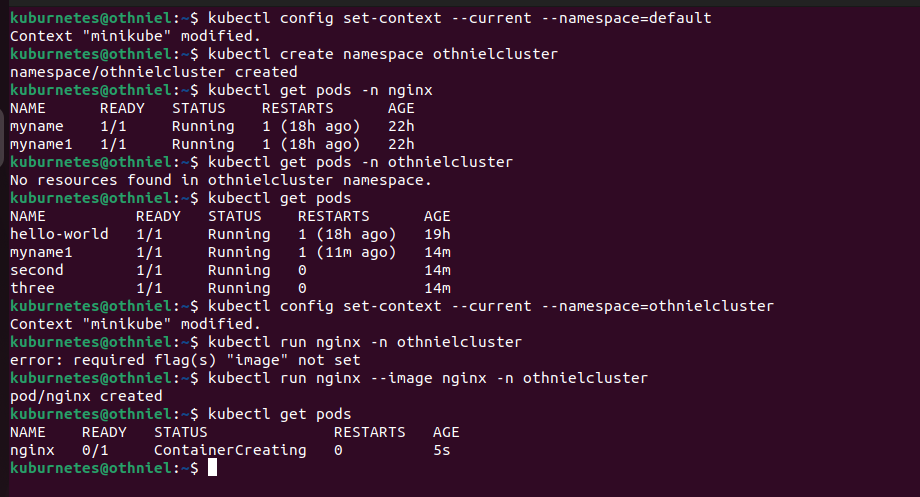 kuburnetes@othniel:~$ kubectl config set-context --current --namespace=default
Context "minikube" modified.
kuburnetes@othniel:~$ kubectl create namespace othnielcluster
namespace/othnielcluster created
kuburnetes@othniel:~$ kubectl get pods -n nginx
NAME      READY   STATUS    RESTARTS      AGE
myname    1/1     Running   1 (18h ago)   22h
myname1   1/1     Running   1 (18h ago)   22h
kuburnetes@othniel:~$ kubectl get pods -n othnielcluster
No resources found in othnielcluster namespace.
kuburnetes@othniel:~$ kubectl get pods
NAME          READY   STATUS    RESTARTS      AGE
hello-world   1/1     Running   1 (18h ago)   19h
myname1       1/1     Running   1 (11m ago)   14m
second        1/1     Running   0             14m
three         1/1     Running   0             14m
kuburnetes@othniel:~$ kubectl config set-context --current --namespace=othnielcluster
Context "minikube" modified.
kuburnetes@othniel:~$ kubectl run nginx -n othnielcluster
error: required flag(s) "image" not set
kuburnetes@othniel:~$ kubectl run nginx --image nginx -n othnielcluster
pod/nginx created
kuburnetes@othniel:~$ kubectl get pods
NAME    READY   STATUS              RESTARTS   AGE
nginx   0/1     ContainerCreating   0          5s
kuburnetes@othniel:~$